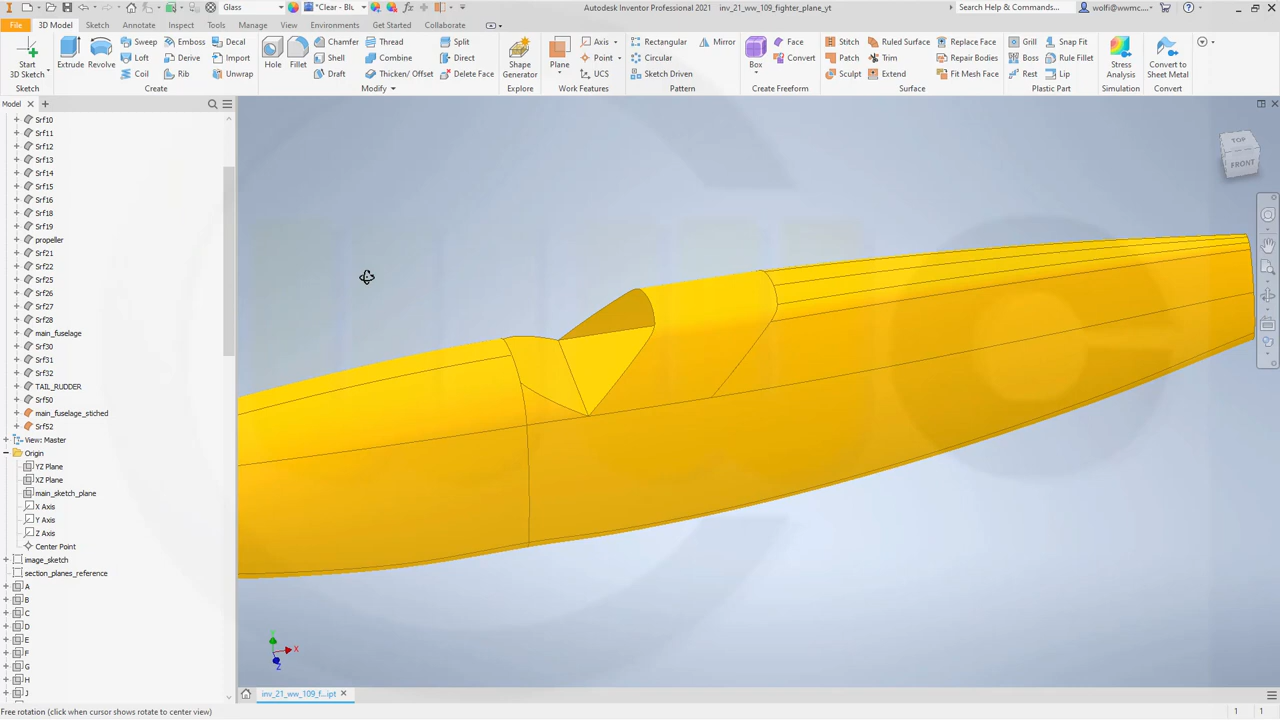 Glass
*Clear - Blu
Autodesk Inventor Professional 2021 inv_21_ww_109_fighter_plane_yt
Search Help & Commands...
wolfi@wwmc...
File 3D Model Sketch Annotate Inspect Tools Manage View Environments Get Started Collaborate
Start
3D Sketch
Sketch
Extrude
Revolve
Sweep Emboss Decal
Loft Derive Import
Coil Rib Unwrap
Create
Hole
Fillet
Chamfer Thread Split
Shell Combine Direct
Draft Thicken/ Offset Delete Face
Modify
Shape
Generator
Explore
Plane
Axis
Point
UCS
Work Features
Rectangular Mirror
Circular
Sketch Driven
Pattern
Box
Face
Convert
Create Freeform
Stitch Ruled Surface Replace Face
Patch Trim Repair Bodies
Sculpt Extend Fit Mesh Face
Surface
Grill Snap Fit
Boss Rule Fillet
Rest Lip
Plastic Part
Stress
Analysis
Simulation
Convert to
Sheet Metal
Convert
Model
Srf10
Srf11
Srf12
Srf13
Srf14
Srf15
Srf16
Srf18
Srf19
propeller
Srf21
Srf22
Srf25
Srf26
Srf27
Srf28
main_fuselage
Srf30
Srf31
Srf32
TAIL_RUDDER
Srf50
main_fuselage_stiched
Srf52
View: Master
Origin
YZ Plane
XZ Plane
main_sketch_plane
X Axis
Y Axis
Z Axis
Center Point
image_sketch
section_planes_reference
A
B
C
D
E
F
G
H
J
TOP
FRONT
X
Z
inv_21_ww_109_f...ipt
Free rotation (click when cursor shows rotate to center view)
1 1